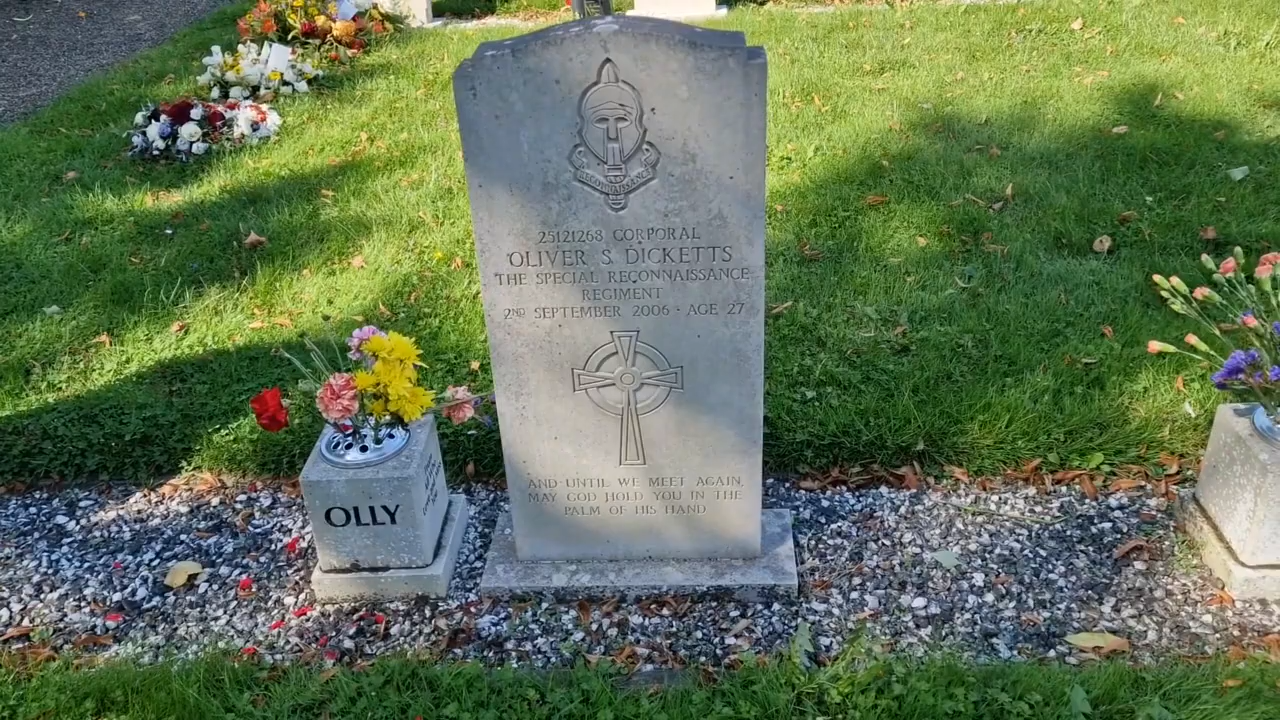 RECONNAISSANCE
25121268 CORPORAL
OLIVER S. DICKETTS
THE SPECIAL RECONNAISSANCE
REGIMENT
2ND SEPTEMBER 2006 · AGE 27
AND UNTIL WE MEET AGAIN,
MAY GOD HOLD YOU IN THE
PALM OF HIS HAND
OLLY